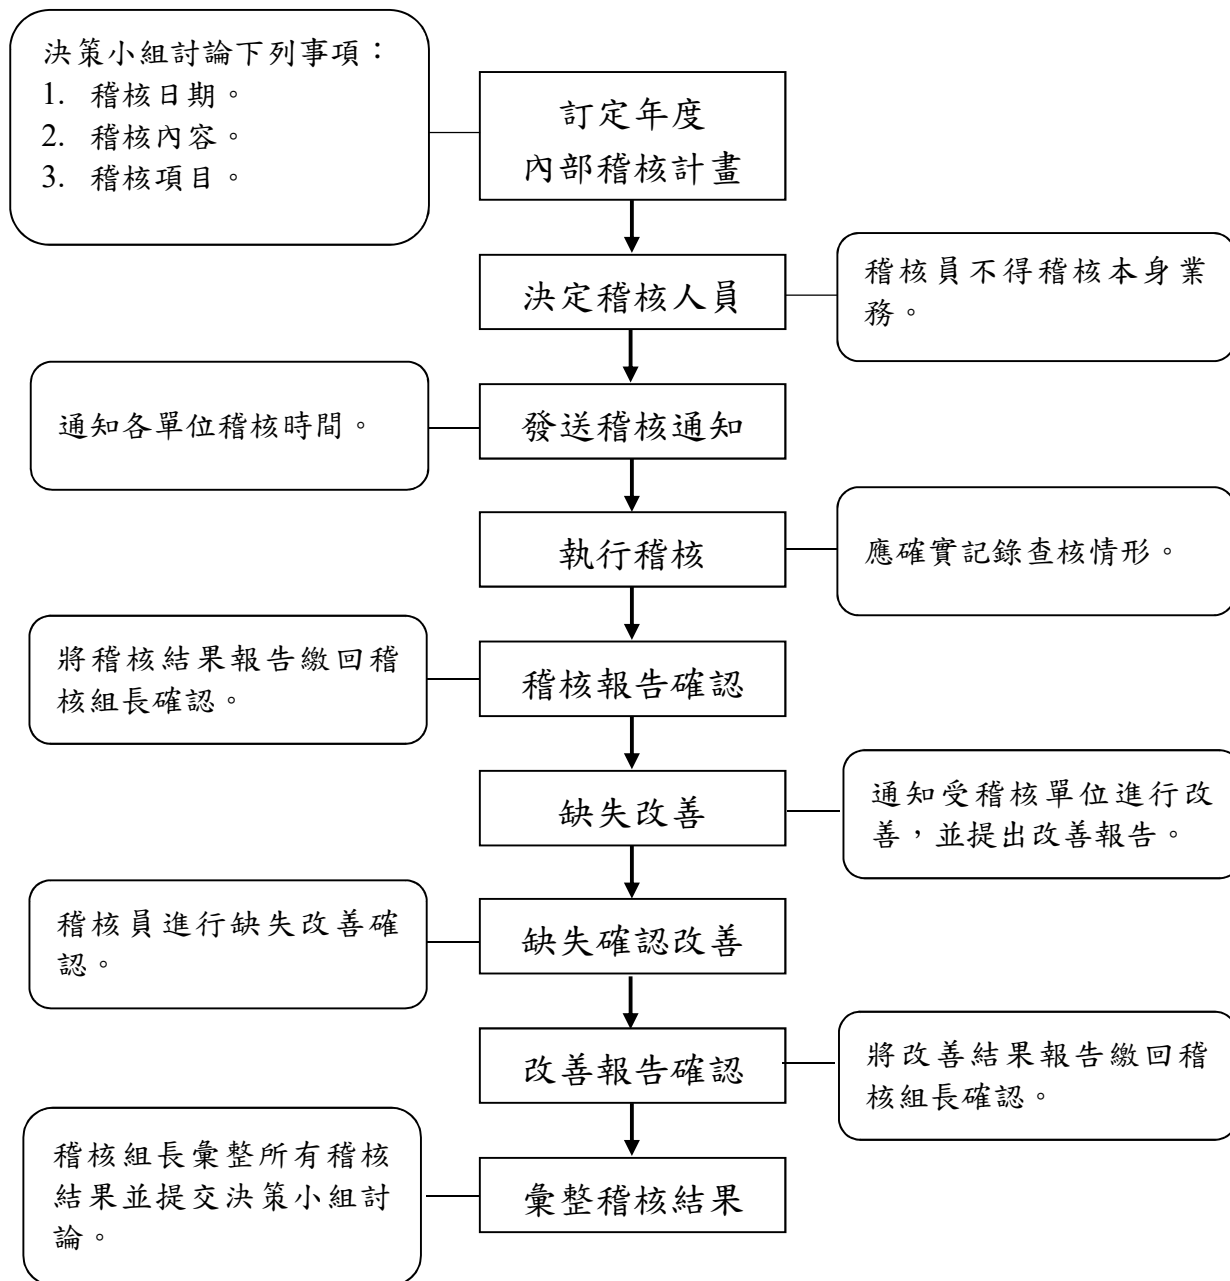 決策小組討論下列事項：
1. 稽核日期。
2. 稽核內容。
3. 稽核項目。
訂定年度
內部稽核計畫
決定稽核人員
稽核員不得稽核本身業
務。
通知各單位稽核時間。
發送稽核通知
執行稽核
應確實記錄查核情形。
將稽核結果報告繳回稽
核組長確認。
稽核報告確認
缺失改善
通知受稽核單位進行改
善，並提出改善報告。
稽核員進行缺失改善確
認。
缺失確認改善
改善報告確認
將改善結果報告繳回稽
核組長確認。
稽核組長彙整所有稽核
結果並提交決策小組討
論。
彙整稽核結果